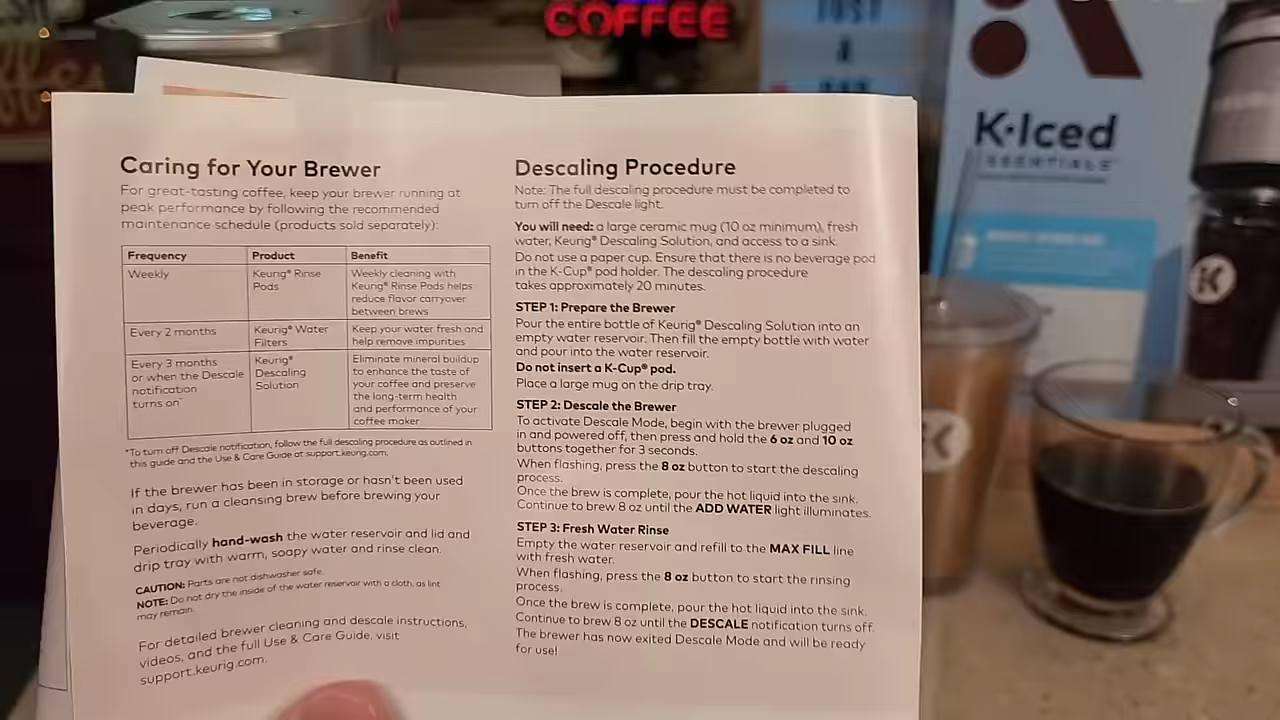 COFFEE
JUST
A
K·Iced
ESSENTIALS
Caring for Your Brewer
For great-tasting coffee, keep your brewer running at
peak performance by following the recommended
maintenance schedule (products sold separately):
Frequency Product Benefit
Weekly Keurig® Rinse Pods Weekly cleaning with
Keurig® Rinse Pods helps
reduce flavor carryover
between brews
Every 2 months Keurig® Water Filters Keep your water fresh and
help remove impurities
Every 3 months
or when the Descale
notification
turns on*
Keurig®
Descaling
Solution
Eliminate mineral buildup
to enhance the taste of
your coffee and preserve
the long-term health
and performance of your
coffee maker
*To turn off Descale notification, follow the full descaling procedure as outlined in
this guide and the Use & Care Guide at support.keurig.com.
If the brewer has been in storage or hasn't been used
in days, run a cleansing brew before brewing your
beverage.
Periodically hand-wash the water reservoir and lid and
drip tray with warm, soapy water and rinse clean.
CAUTION: Parts are not dishwasher safe.
NOTE: Do not dry the inside of the water reservoir with a cloth, as lint
may remain.
For detailed brewer cleaning and descale instructions,
videos, and the full Use & Care Guide, visit
support.keurig.com.
Descaling Procedure
Note: The full descaling procedure must be completed to
turn off the Descale light.
You will need: a large ceramic mug (10 oz minimum), fresh
water, Keurig® Descaling Solution, and access to a sink.
Do not use a paper cup. Ensure that there is no beverage pod
in the K-Cup® pod holder. The descaling procedure
takes approximately 20 minutes.
STEP 1: Prepare the Brewer
Pour the entire bottle of Keurig® Descaling Solution into an
empty water reservoir. Then fill the empty bottle with water
and pour into the water reservoir.
Do not insert a K-Cup® pod.
Place a large mug on the drip tray.
STEP 2: Descale the Brewer
To activate Descale Mode, begin with the brewer plugged
in and powered off, then press and hold the 6 oz and 10 oz
buttons together for 3 seconds.
When flashing, press the 8 oz button to start the descaling
process.
Once the brew is complete, pour the hot liquid into the sink.
Continue to brew 8 oz until the ADD WATER light illuminates.
STEP 3: Fresh Water Rinse
Empty the water reservoir and refill to the MAX FILL line
with fresh water.
When flashing, press the 8 oz button to start the rinsing
process.
Once the brew is complete, pour the hot liquid into the sink.
Continue to brew 8 oz until the DESCALE notification turns off.
The brewer has now exited Descale Mode and will be ready
for use!
K
K